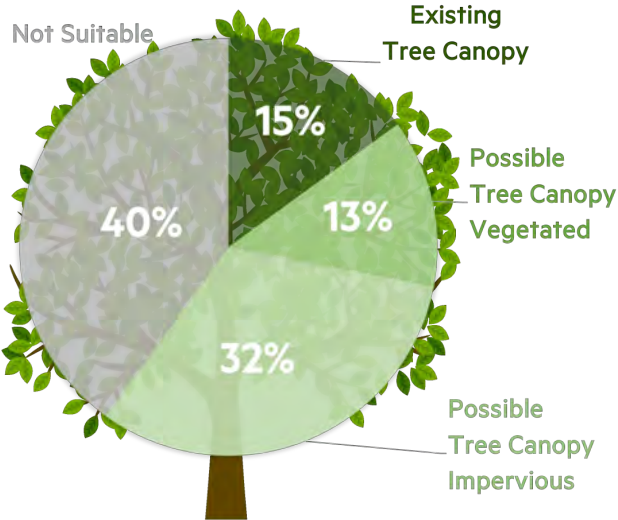 Not Suitable
Existing
Tree Canopy
15%
Possible
Tree Canopy
Vegetated
13%
40%
32%
Possible
Tree Canopy
Impervious